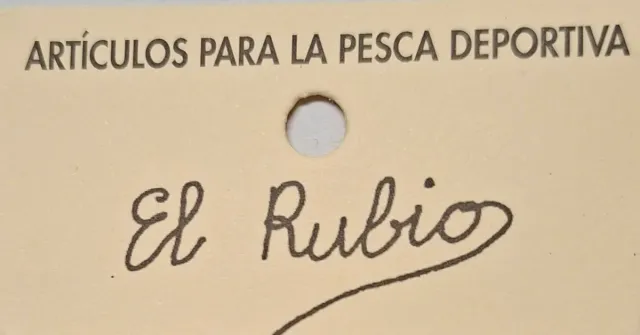 ARTÍCULOS PARA LA PESCA DEPORTIVA
El Rubio